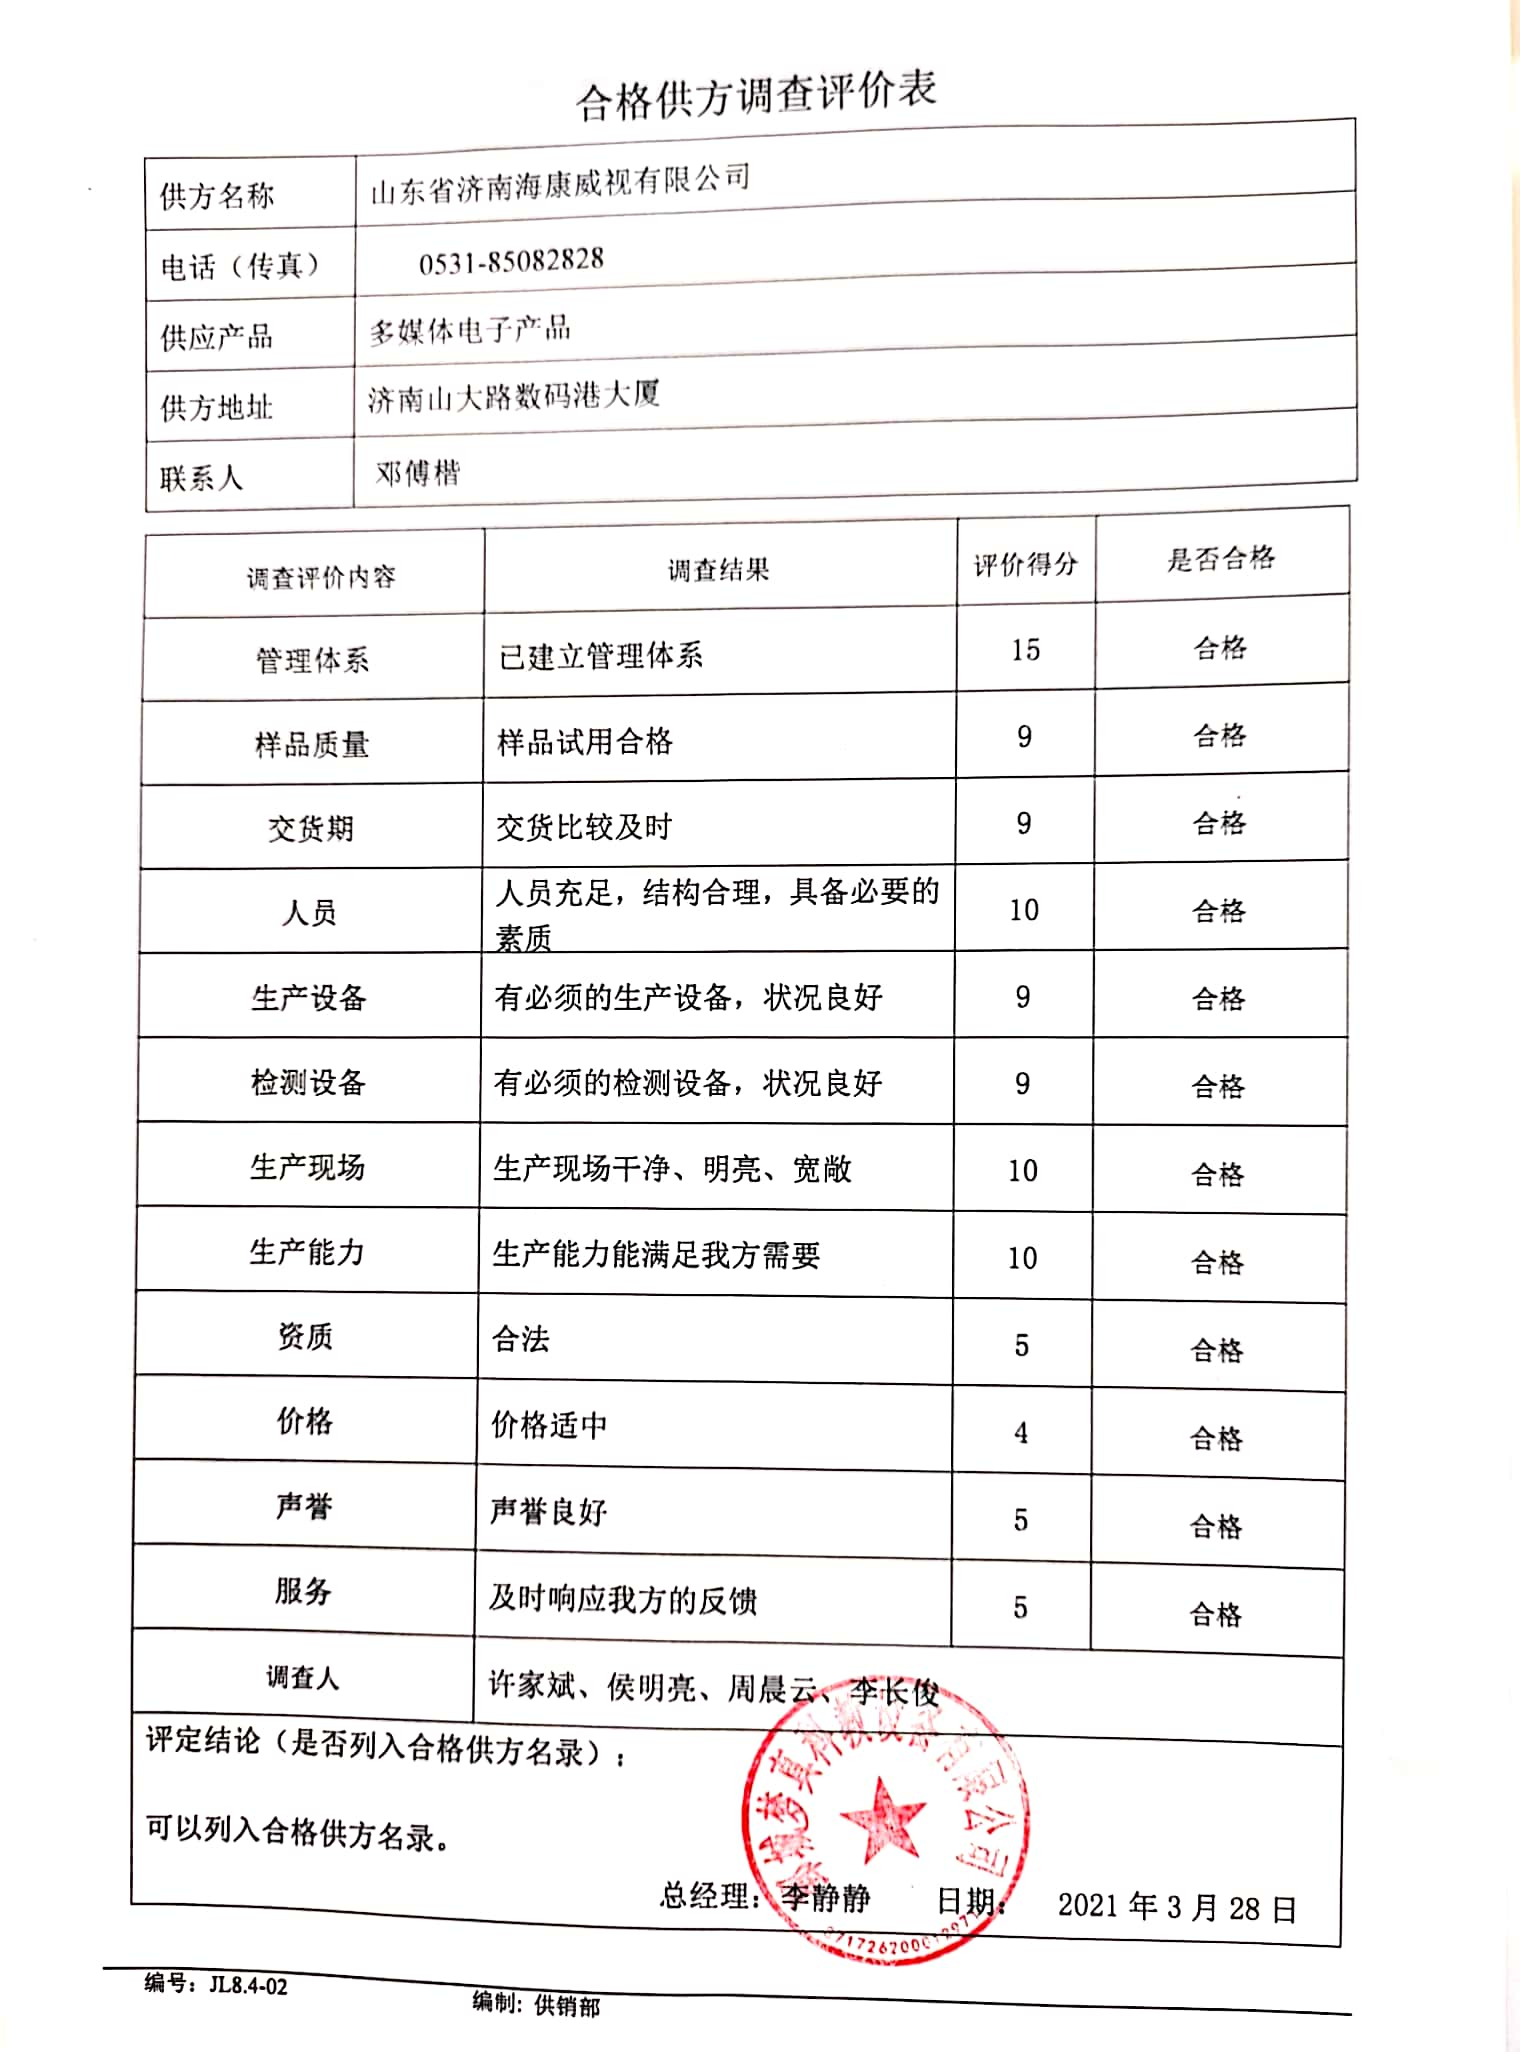 合格供方调查评价表
供方名称 山东省济南海康威视有限公司
电话（传真） 0531-85082828
供应产品 多媒体电子产品
供方地址 济南山大路数码港大厦
联系人 邓傅楷
调查评价内容 调查结果 评价得分 是否合格
管理体系 已建立管理体系 15 合格
样品质量 样品试用合格 9 合格
交货期 交货比较及时 9 合格
人员 人员充足，结构合理，具备必要的 10 合格
素质
生产设备 有必须的生产设备，状况良好 9 合格
检测设备 有必须的检测设备，状况良好 9 合格
生产现场 生产现场干净、明亮、宽敞 10 合格
生产能力 生产能力能满足我方需要 10 合格
资质 合法 5 合格
价格 价格适中 4 合格
声誉 声誉良好 5 合格
服务 及时响应我方的反馈 5 合格
调查人 许家斌、侯明亮、周晨云、李长俊
评定结论（是否列入合格供方名录）：
可以列入合格供方名录。
总经理：李静静 日期： 2021 年 3 月 28 日
科教仪器有限公司
编号：JL8.4-02 编制：供销部